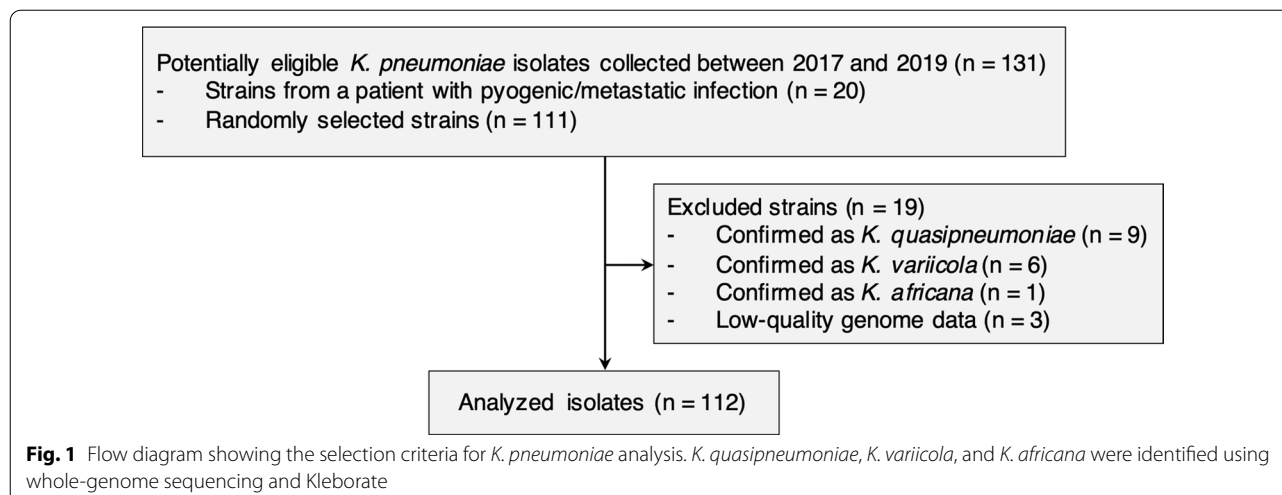 Potentially eligible K. pneumoniae isolates collected between 2017 and 2019 (n = 131)
- Strains from a patient with pyogenic/metastatic infection (n = 20)
- Randomly selected strains (n = 111)
Excluded strains (n = 19)
- Confirmed as K. quasipneumoniae (n = 9)
- Confirmed as K. variicola (n = 6)
- Confirmed as K. africana (n = 1)
- Low-quality genome data (n = 3)
Analyzed isolates (n = 112)
Fig. 1 Flow diagram showing the selection criteria for K. pneumoniae analysis. K. quasipneumoniae, K. variicola, and K. africana were identified using
whole-genome sequencing and Kleborate